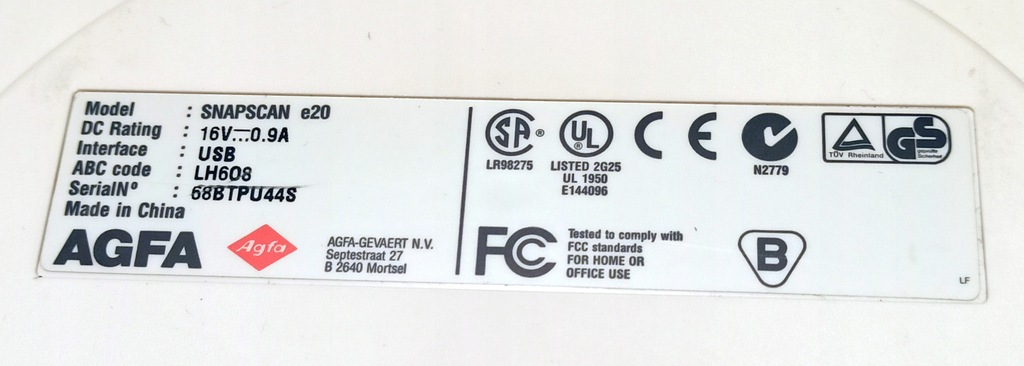 Model : SNAPSCAN e20
DC Rating : 16V⎓0.9A
Interface : USB
ABC code : LH608
SerialNº : 68BTPU44S
Made in China
AGFA
Agfa
AGFA-GEVAERT N.V.
Septestraat 27
B 2640 Mortsel
SA ®
LR98275
UL
LISTED 2G25
UL 1950
E144096
CE
N2779
TÜV Rheinland
GS
geprüfte
Sicherheit
FC
Tested to comply with
FCC standards
FOR HOME OR
OFFICE USE
B
LF